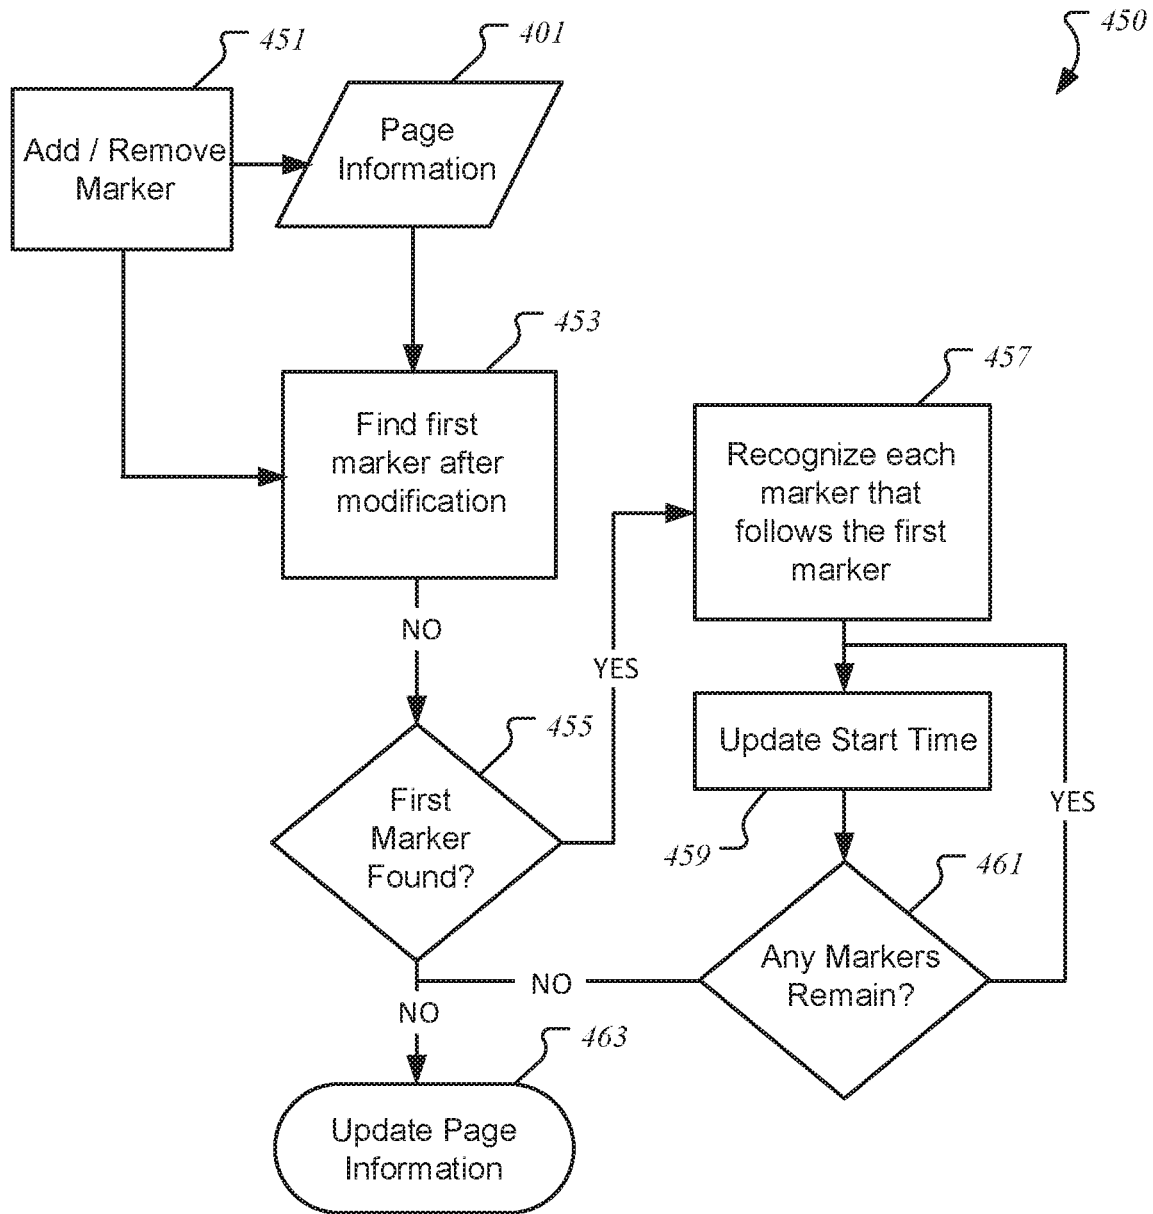 451
401
450
Add / Remove
Marker
Page
Information
453
Find first
marker after
modification
457
Recognize each
marker that
follows the first
marker
NO
YES
455
First
Marker
Found?
Update Start Time
459
YES
461
Any Markers
Remain?
NO
NO
463
Update Page
Information